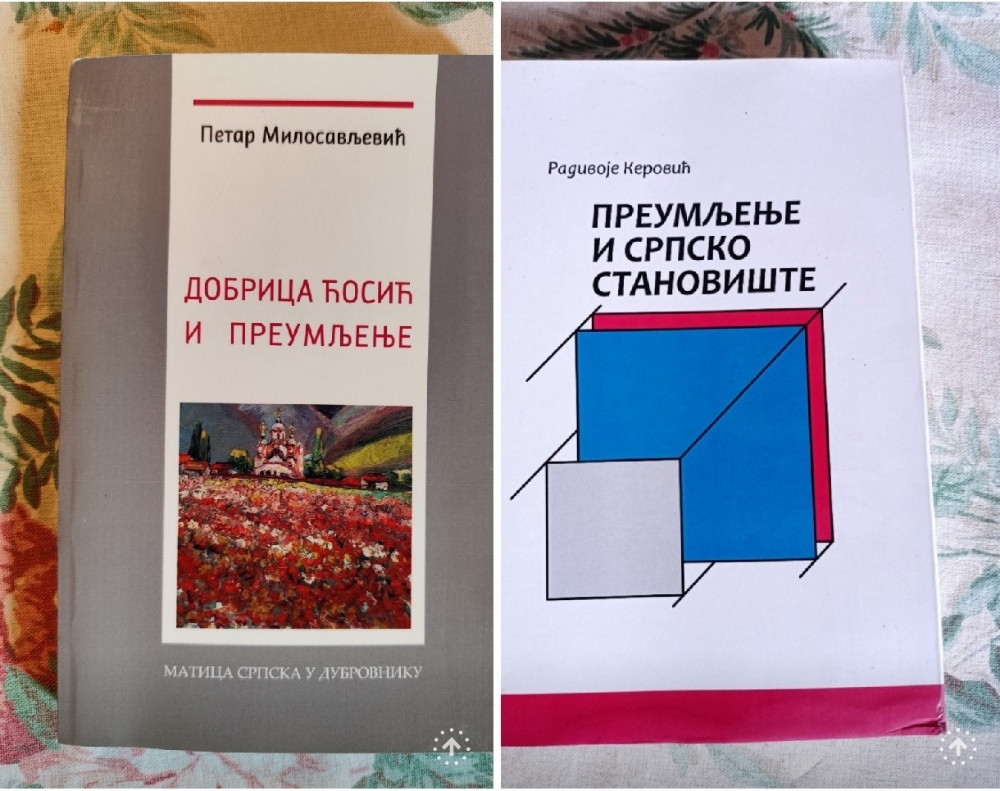 Петар Милосављевић
ДОБРИЦА ЋОСИЋ
И ПРЕУМЉЕЊЕ
МАТИЦА СРПСКА У ДУБРОВНИКУ
Радивоје Керовић
ПРЕУМЉЕЊЕ
И СРПСКО
СТАНОВИШТЕ